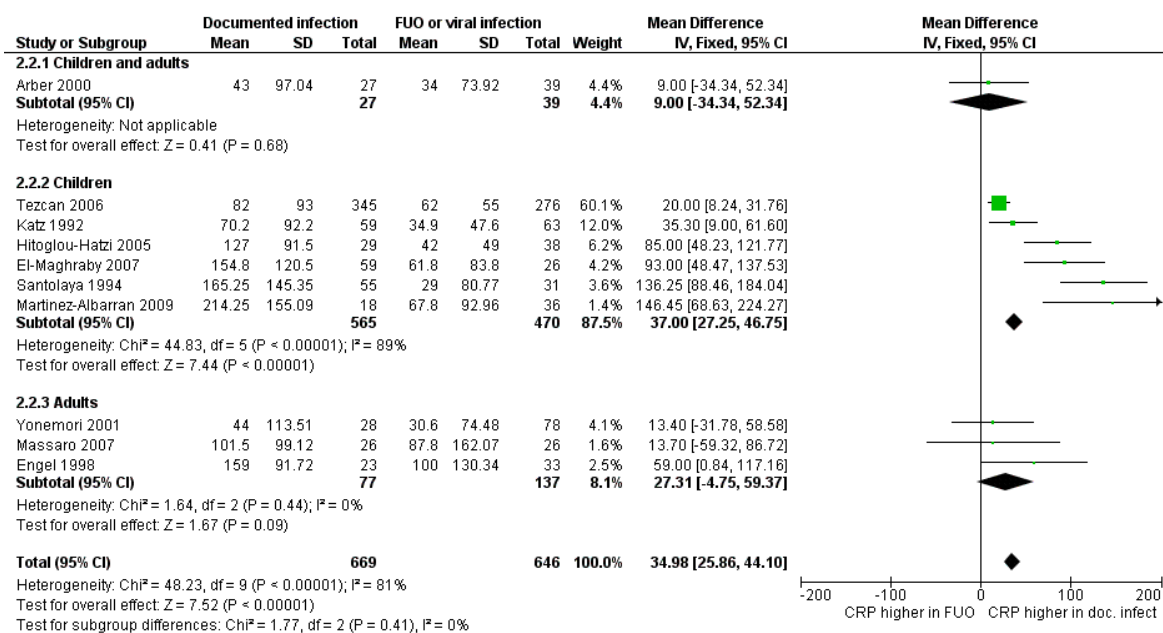 Documented infection FUO or viral infection Mean Difference Mean Difference
Study or Subgroup Mean SD Total Mean SD Total Weight IV, Fixed, 95% CI IV, Fixed, 95% CI
2.2.1 Children and adults
Arber 2000 43 97.04 27 34 73.92 39 4.4% 9.00 [-34.34, 52.34]
Subtotal (95% CI) 27 39 4.4% 9.00 [-34.34, 52.34]
Heterogeneity: Not applicable
Test for overall effect: Z = 0.41 (P = 0.68)
2.2.2 Children
Tezcan 2006 82 93 345 62 55 276 60.1% 20.00 [8.24, 31.76]
Katz 1992 70.2 92.2 59 34.9 47.6 63 12.0% 35.30 [9.00, 61.60]
Hitoglou-Hatzi 2005 127 91.5 29 42 49 38 6.2% 85.00 [48.23, 121.77]
El-Maghraby 2007 154.8 120.5 59 61.8 83.8 26 4.2% 93.00 [48.47, 137.53]
Santolaya 1994 165.25 145.35 55 29 80.77 31 3.6% 136.25 [88.46, 184.04]
Martinez-Albarran 2009 214.25 155.09 18 67.8 92.96 36 1.4% 146.45 [68.63, 224.27]
Subtotal (95% CI) 565 470 87.5% 37.00 [27.25, 46.75]
Heterogeneity: Chi² = 44.83, df = 5 (P < 0.00001); I² = 89%
Test for overall effect: Z = 7.44 (P < 0.00001)
2.2.3 Adults
Yonemori 2001 44 113.51 28 30.6 74.48 78 4.1% 13.40 [-31.78, 58.58]
Massaro 2007 101.5 99.12 26 87.8 162.07 26 1.6% 13.70 [-59.32, 86.72]
Engel 1998 159 91.72 23 100 130.34 33 2.5% 59.00 [0.84, 117.16]
Subtotal (95% CI) 77 137 8.1% 27.31 [-4.75, 59.37]
Heterogeneity: Chi² = 1.64, df = 2 (P = 0.44); I² = 0%
Test for overall effect: Z = 1.67 (P = 0.09)
Total (95% CI) 669 646 100.0% 34.98 [25.86, 44.10]
Heterogeneity: Chi² = 48.23, df = 9 (P < 0.00001); I² = 81%
Test for overall effect: Z = 7.52 (P < 0.00001)
Test for subgroup differences: Chi² = 1.77, df = 2 (P = 0.41), I² = 0%
-200 -100 0 100 200
CRP higher in FUO CRP higher in doc. infect